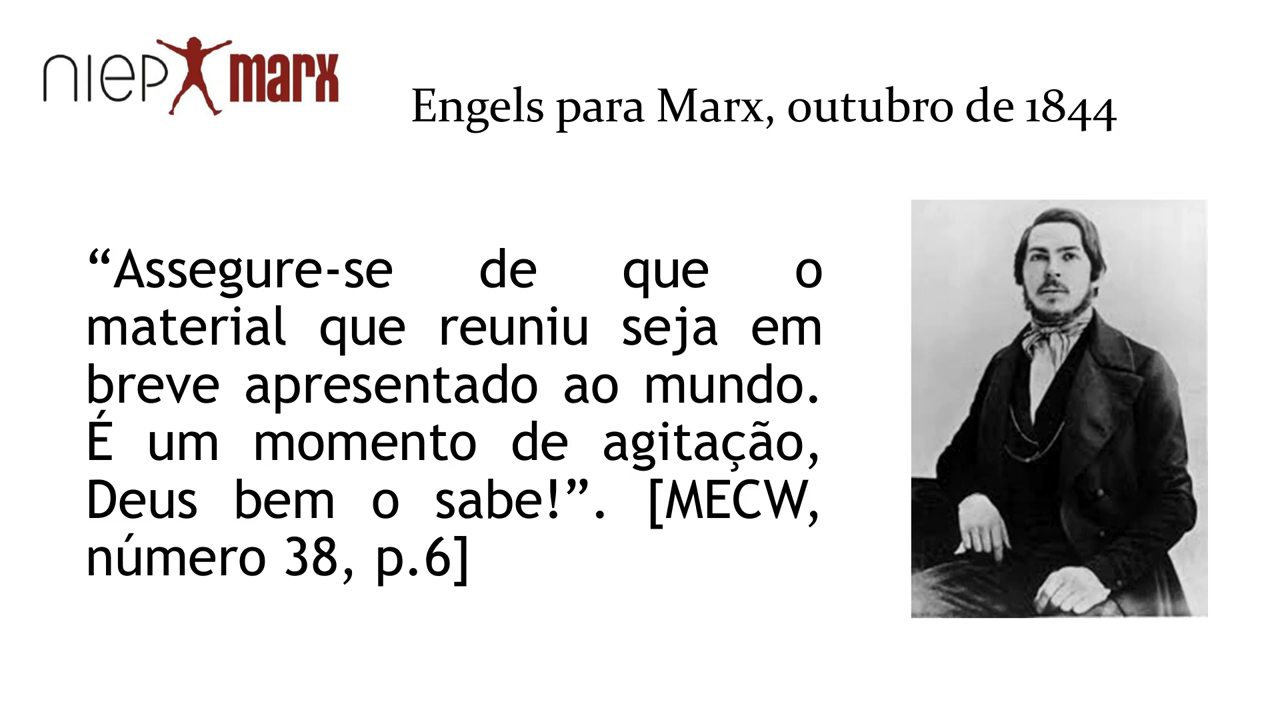 NIEP marx
Engels para Marx, outubro de 1844
“Assegure-se de que o
material que reuniu seja em
breve apresentado ao mundo.
É um momento de agitação,
Deus bem o sabe!”. [MECW,
número 38, p.6]